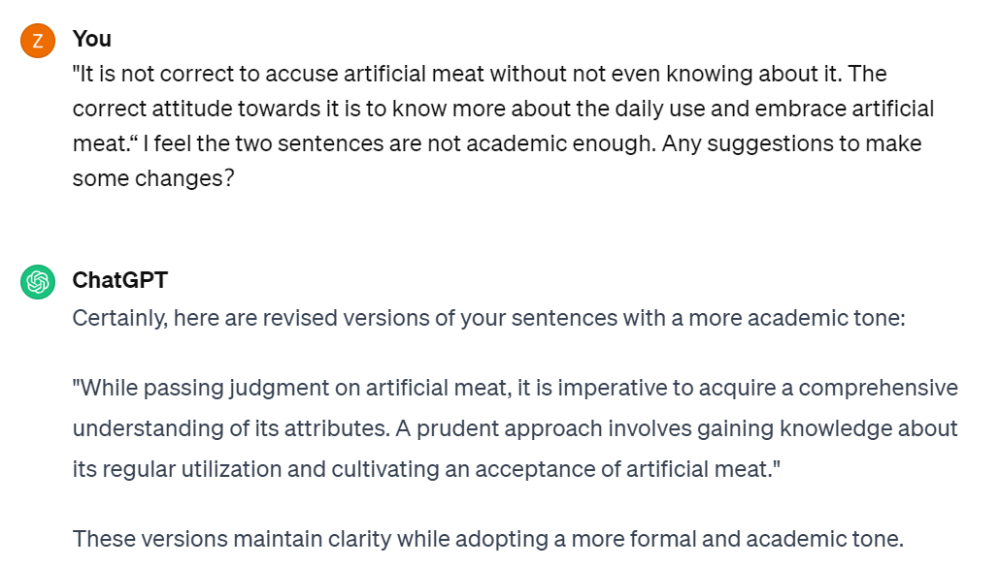 Z
You
"It is not correct to accuse artificial meat without not even knowing about it. The
correct attitude towards it is to know more about the daily use and embrace artificial
meat.“ I feel the two sentences are not academic enough. Any suggestions to make
some changes?
ChatGPT
Certainly, here are revised versions of your sentences with a more academic tone:
"While passing judgment on artificial meat, it is imperative to acquire a comprehensive
understanding of its attributes. A prudent approach involves gaining knowledge about
its regular utilization and cultivating an acceptance of artificial meat."
These versions maintain clarity while adopting a more formal and academic tone.